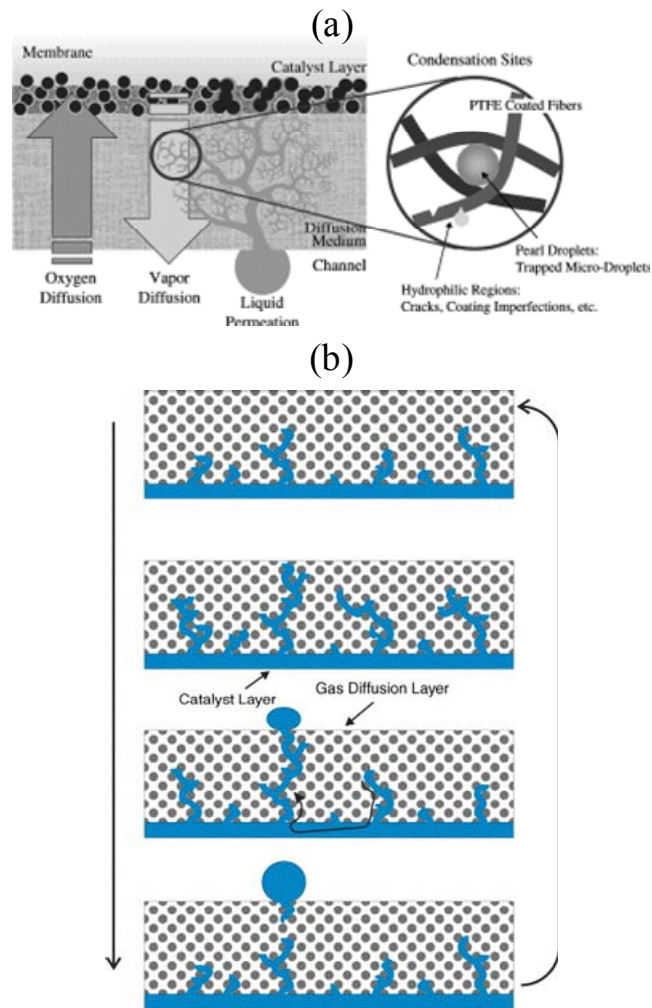 (a)
Membrane
Catalyst Layer
Condensation Sites
PTFE Coated Fibers
Diffusion
Medium
Channel
Oxygen
Diffusion
Vapor
Diffusion
Liquid
Permeation
Pearl Droplets:
Trapped Micro-Droplets
Hydrophilic Regions:
Cracks, Coating Imperfections, etc.
(b)
Catalyst Layer
Gas Diffusion Layer